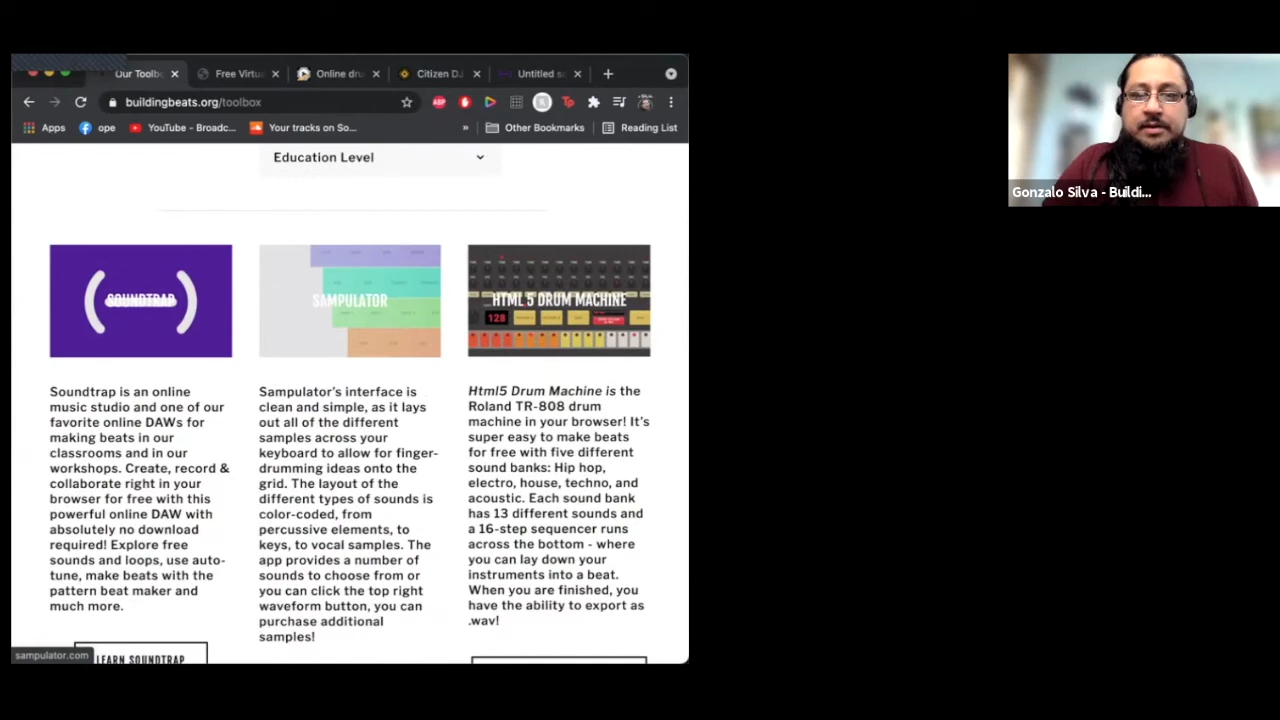 Our Toolb
Free Virtua
Online dru
Citizen DJ
Untitled so
buildingbeats.org/toolbox
Apps
ope
YouTube - Broadc...
Your tracks on So...
»
Other Bookmarks
Reading List
Education Level
SOUNDTRAP
SAMPULATOR
HTML 5 DRUM MACHINE
128
Soundtrap is an online
music studio and one of our
favorite online DAWs for
making beats in our
classrooms and in our
workshops. Create, record &
collaborate right in your
browser for free with this
powerful online DAW with
absolutely no download
required! Explore free
sounds and loops, use auto-
tune, make beats with the
pattern beat maker and
much more.
LEARN SOUNDTRAP
Sampulator's interface is
clean and simple, as it lays
out all of the different
samples across your
keyboard to allow for finger-
drumming ideas onto the
grid. The layout of the
different types of sounds is
color-coded, from
percussive elements, to
keys, to vocal samples. The
app provides a number of
sounds to choose from or
you can click the top right
waveform button, you can
purchase additional
samples!
Html5 Drum Machine is the
Roland TR-808 drum
machine in your browser! It's
super easy to make beats
for free with five different
sound banks: Hip hop,
electro, house, techno, and
acoustic. Each sound bank
has 13 different sounds and
a 16-step sequencer runs
across the bottom - where
you can lay down your
instruments into a beat.
When you are finished, you
have the ability to export as
.wav!
sampulator.com
Gonzalo Silva - Buildi...